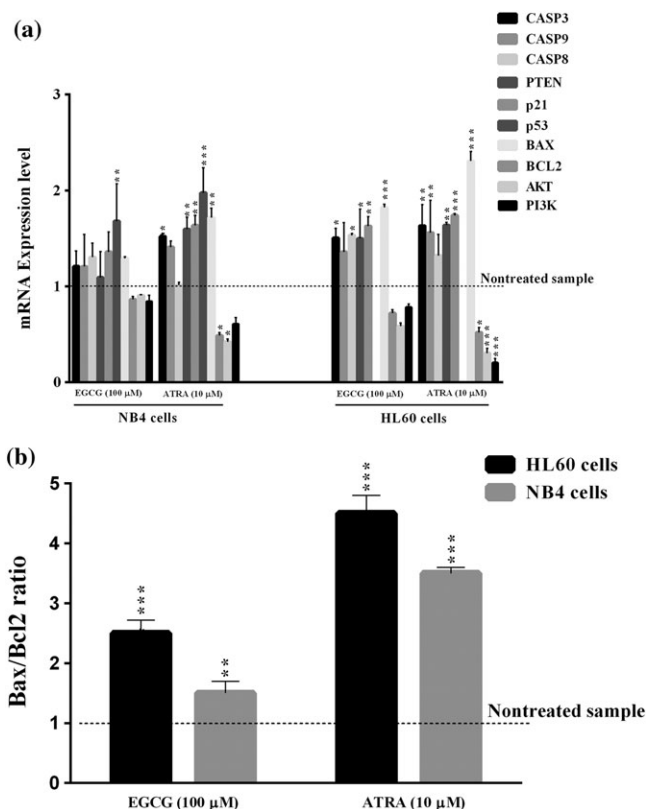 (a)
CASP3
CASP9
CASP8
PTEN
p21
p53
BAX
BCL2
AKT
PI3K
mRNA Expression level
3
2
1
0
Nontreated sample
* * * * * * * * * * * * * * * * * *
* * * * * * * * * * * * * * * * * * * * * * * * * * * * * * * *
EGCG (100 µM) ATRA (10 µM) EGCG (100 µM) ATRA (10 µM)
NB4 cells HL60 cells
(b)
HL60 cells
NB4 cells
Bax/Bcl2 ratio
5
4
3
2
1
0
***
**
***
***
Nontreated sample
EGCG (100 µM) ATRA (10 µM)